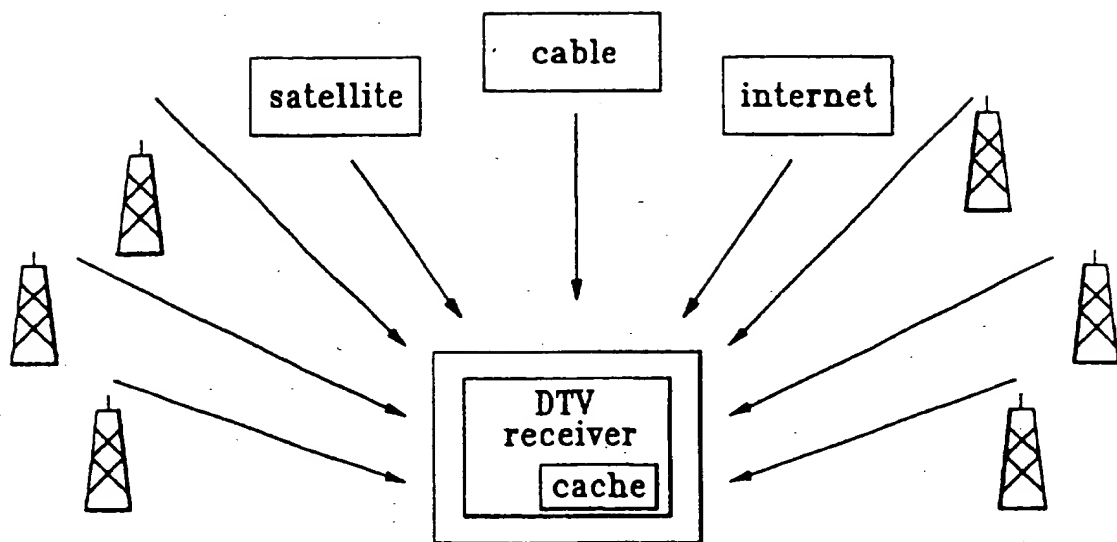 cable
satellite
internet
DTV
receiver
cache